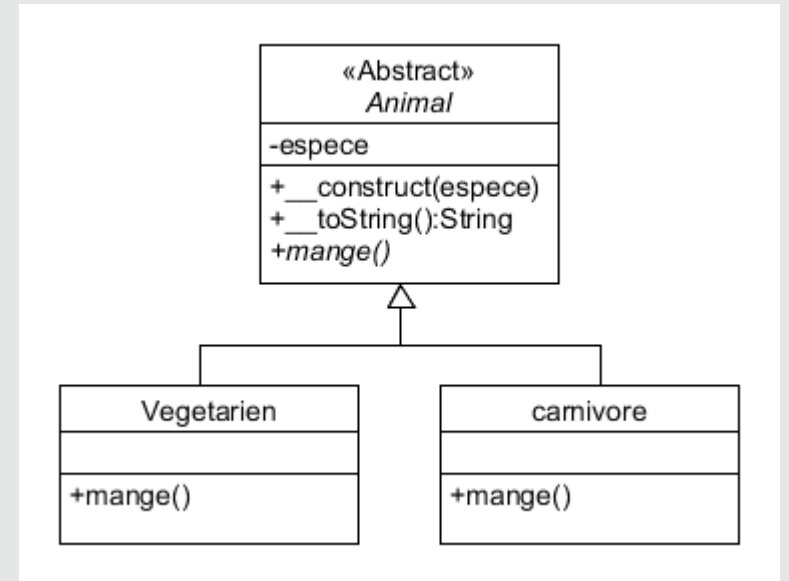 «Abstract»
Animal
-espece
+__construct(espece)
+__toString():String
+mange()
Vegetarien
carnivore
+mange()
+mange()